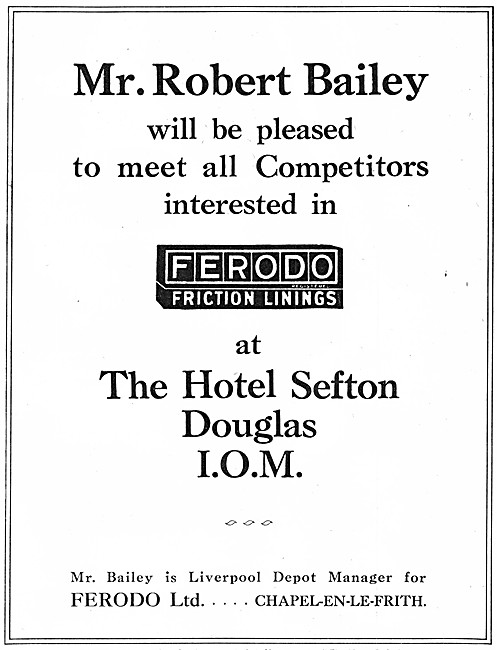 Mr. Robert Bailey
will be pleased
to meet all Competitors
interested in
FERODO
REGISTERED
FRICTION LININGS
at
The Hotel Sefton
Douglas
I.O.M.
Mr. Bailey is Liverpool Depot Manager for
FERODO Ltd. . . . . CHAPEL-EN-LE-FRITH.